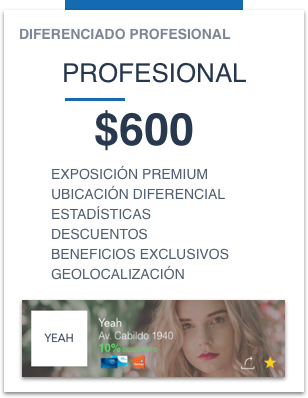 DIFERENCIADO PROFESIONAL
PROFESIONAL
$600
EXPOSICIÓN PREMIUM
UBICACIÓN DIFERENCIAL
ESTADÍSTICAS
DESCUENTOS
BENEFICIOS EXCLUSIVOS
GEOLOCALIZACIÓN
YEAH
Yeah
Av. Cabildo 1940
10%